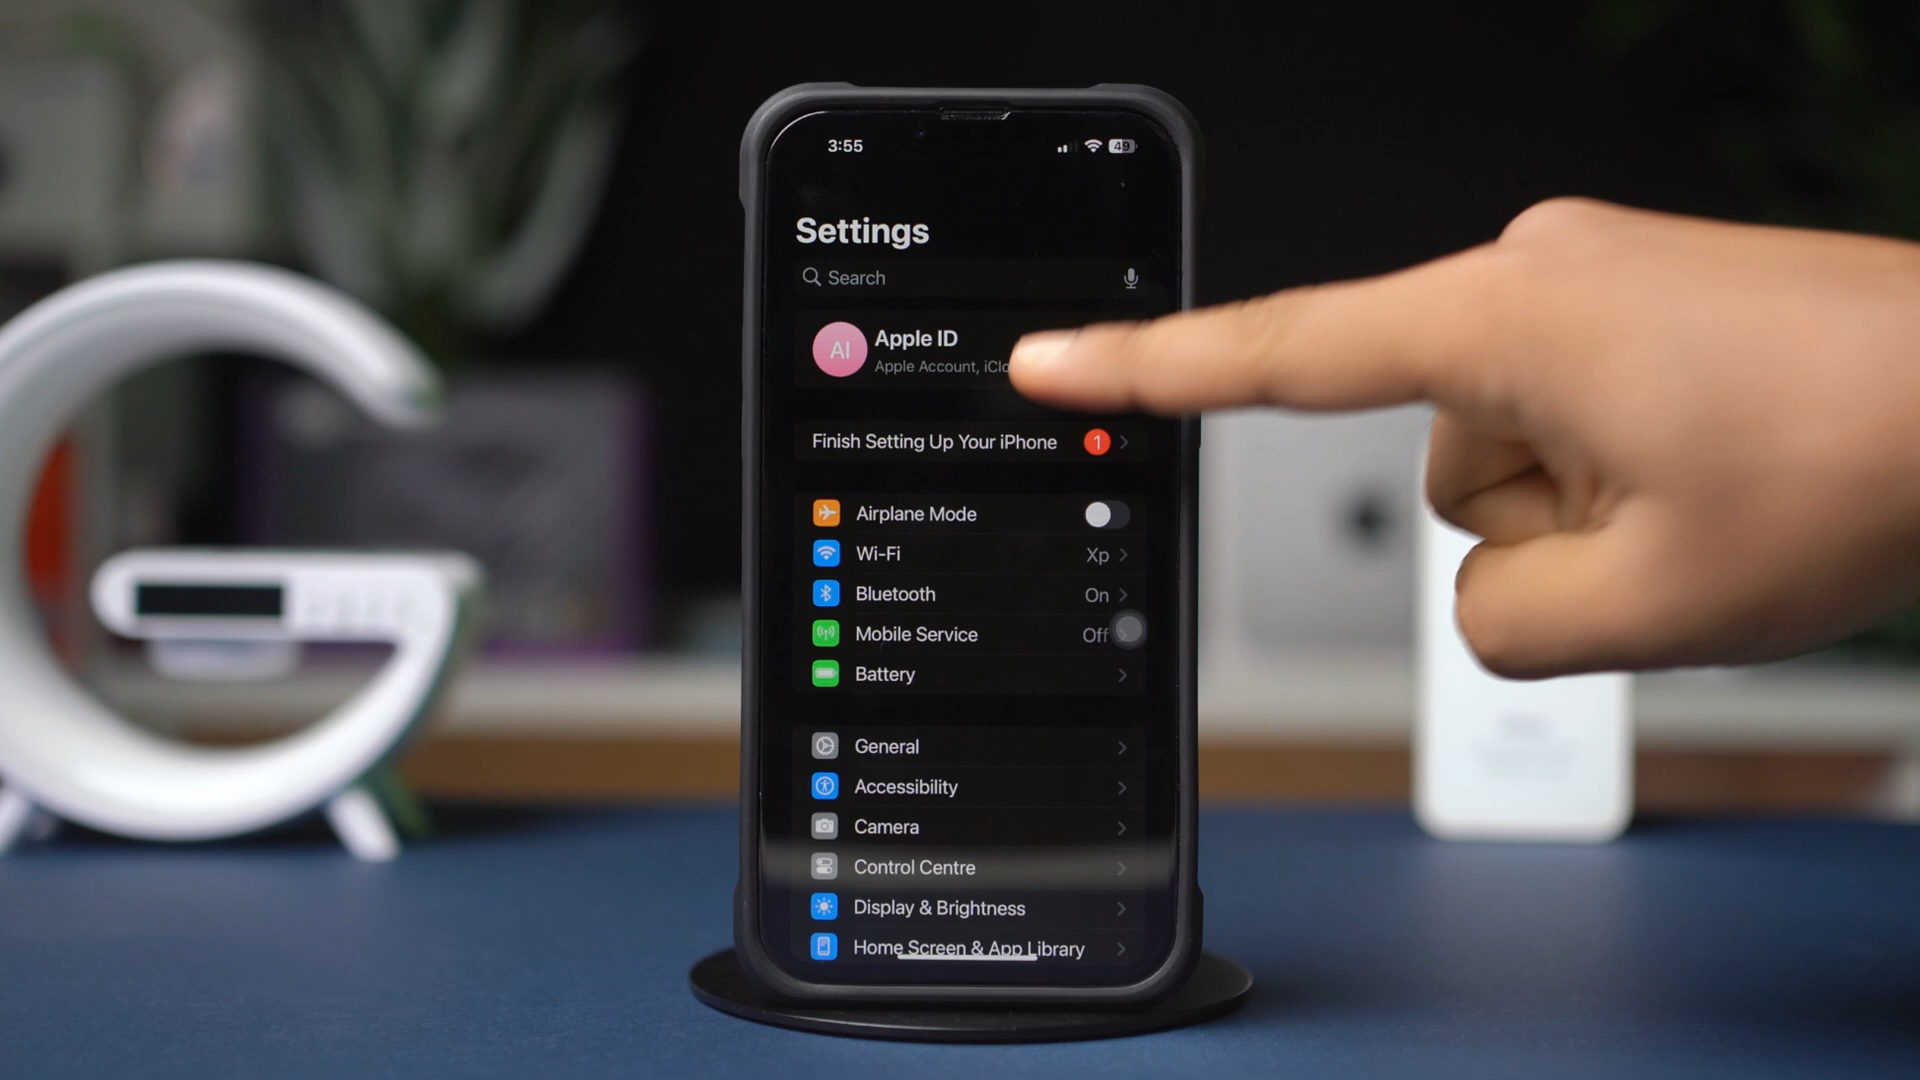 3:55
49
Settings
Search
AI
Apple ID
Apple Account, iClo
Finish Setting Up Your iPhone 1
Airplane Mode
Wi-Fi Xp
Bluetooth On
Mobile Service Off
Battery
General
Accessibility
Camera
Control Centre
Display & Brightness
Home Screen & App Library